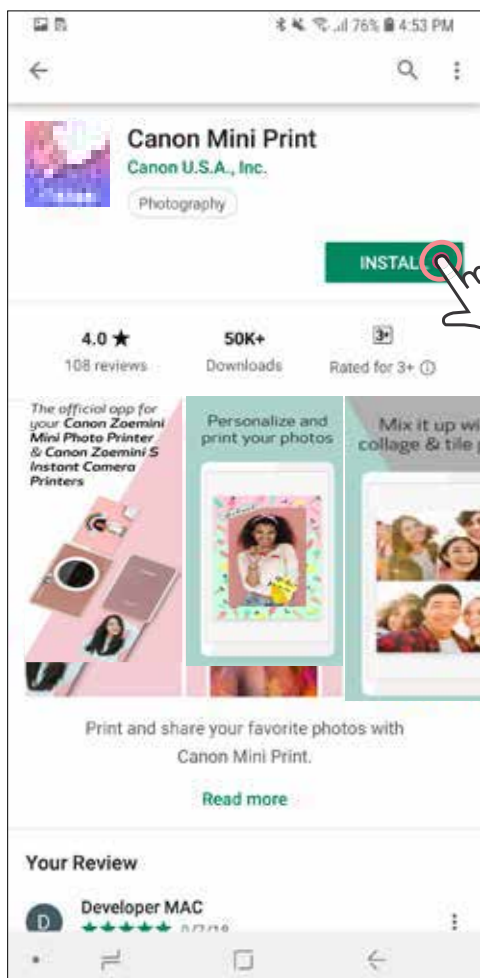 76% 4:53 PM
Canon Mini Print
Canon U.S.A., Inc.
Photography
INSTAL
4.0 ★
108 reviews
50K+
Downloads
3+
Rated for 3+
The official app for
your Canon Zoemini
Mini Photo Printer
& Canon Zoemini S
Instant Camera
Printers
Personalize and
print your photos
Mix it up wi
collage & tile p
Print and share your favorite photos with
Canon Mini Print.
Read more
Your Review
D
Developer MAC